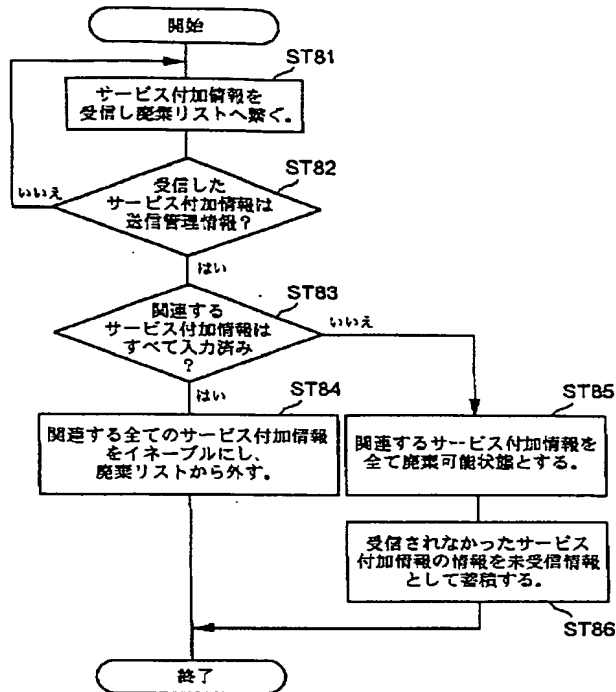 開始
ST81
サービス付加情報を
受信し廃棄リストへ繋ぐ。
ST82
受信した
サービス付加情報は
送信管理情報?
いいえ
はい
ST83
関連する
サービス付加情報は
すべて入力済み
?
いいえ
はい
ST84
関連する全てのサービス付加情報
をイネーブルにし、
廃棄リストから外す。
ST85
関連するサービス付加情報を
全て廃棄可能状態とする。
受信されなかったサービス
付加情報の情報を未受信情報
として蓄積する。
ST86
終了